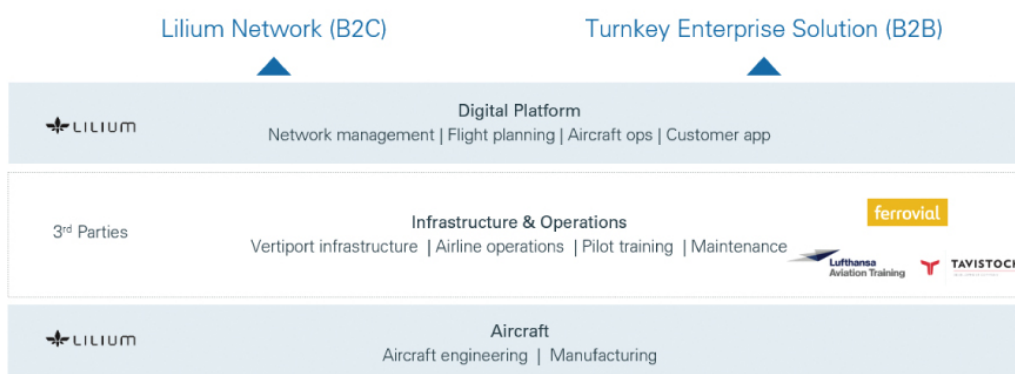 Lilium Network (B2C)
Turnkey Enterprise Solution (B2B)
LILIUM
Digital Platform
Network management | Flight planning | Aircraft ops | Customer app
3rd Parties
Infrastructure & Operations
Vertiport infrastructure | Airline operations | Pilot training | Maintenance
ferrovial
Lufthansa
Aviation Training
TAVISTOCK
LILIUM
Aircraft
Aircraft engineering | Manufacturing